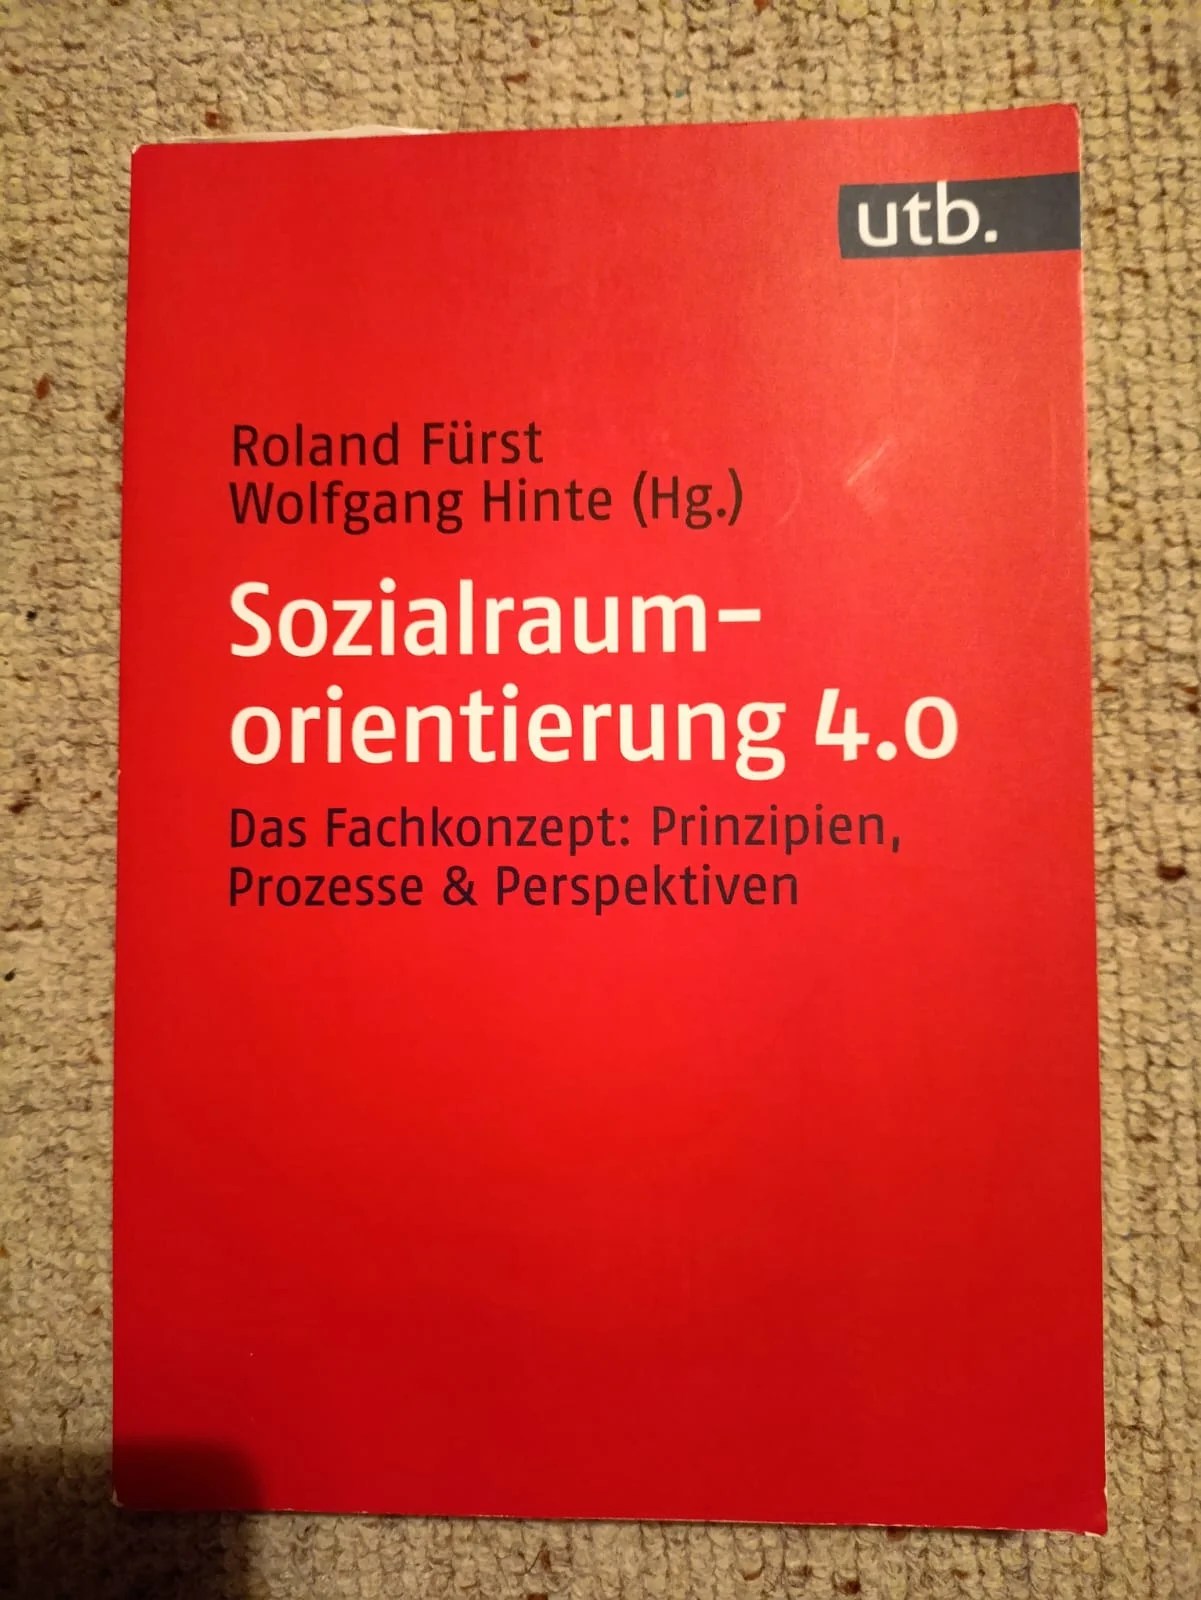 utb.
Roland Fürst
Wolfgang Hinte (Hg.)
Sozialraum-
orientierung 4.0
Das Fachkonzept: Prinzipien,
Prozesse & Perspektiven